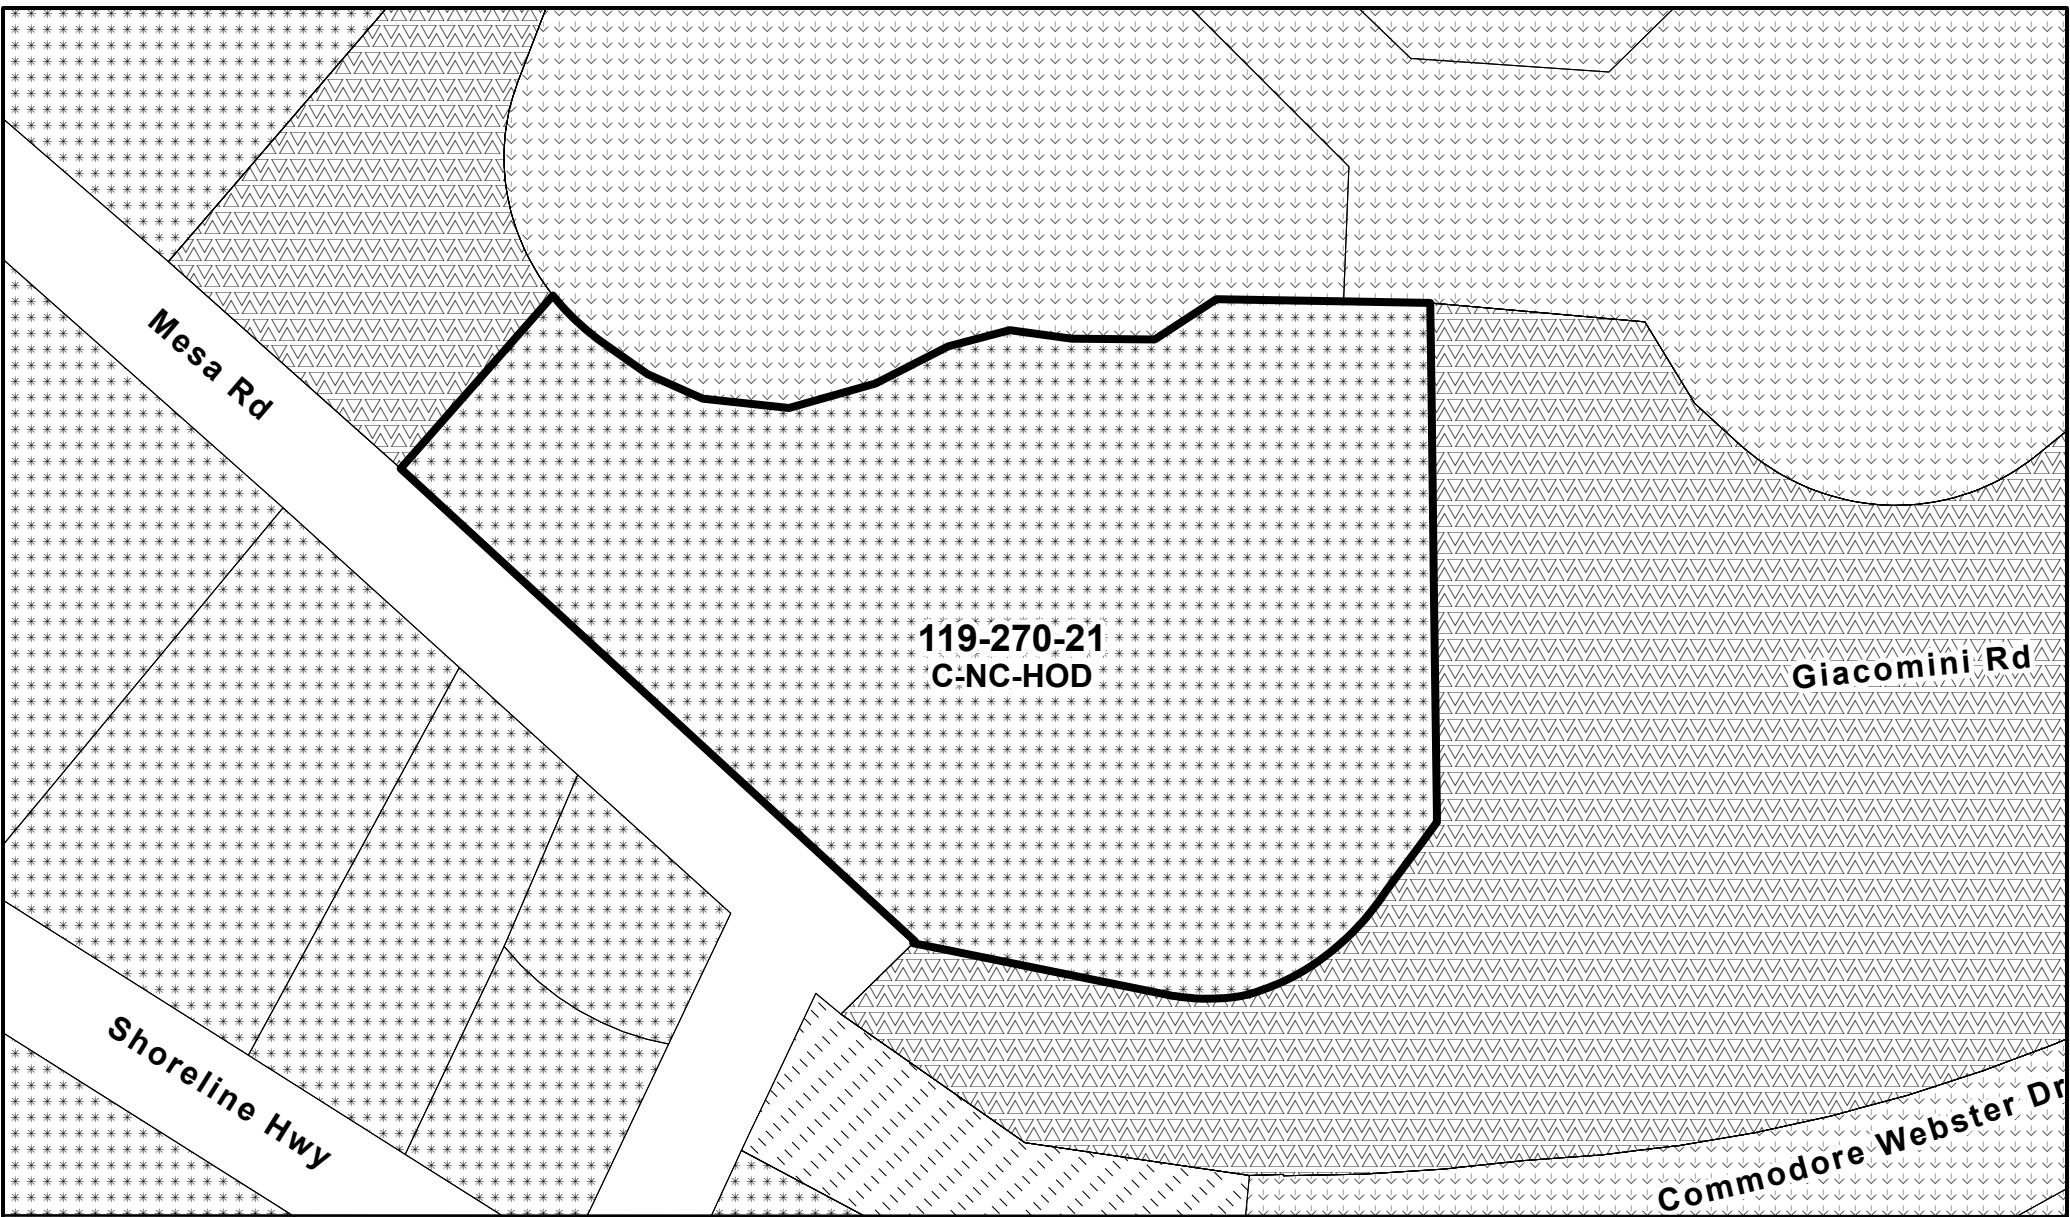 Mesa Rd
119-270-21
C-NC-HOD
Giacomini Rd
Shoreline Hwy
Commodore Webster Dr